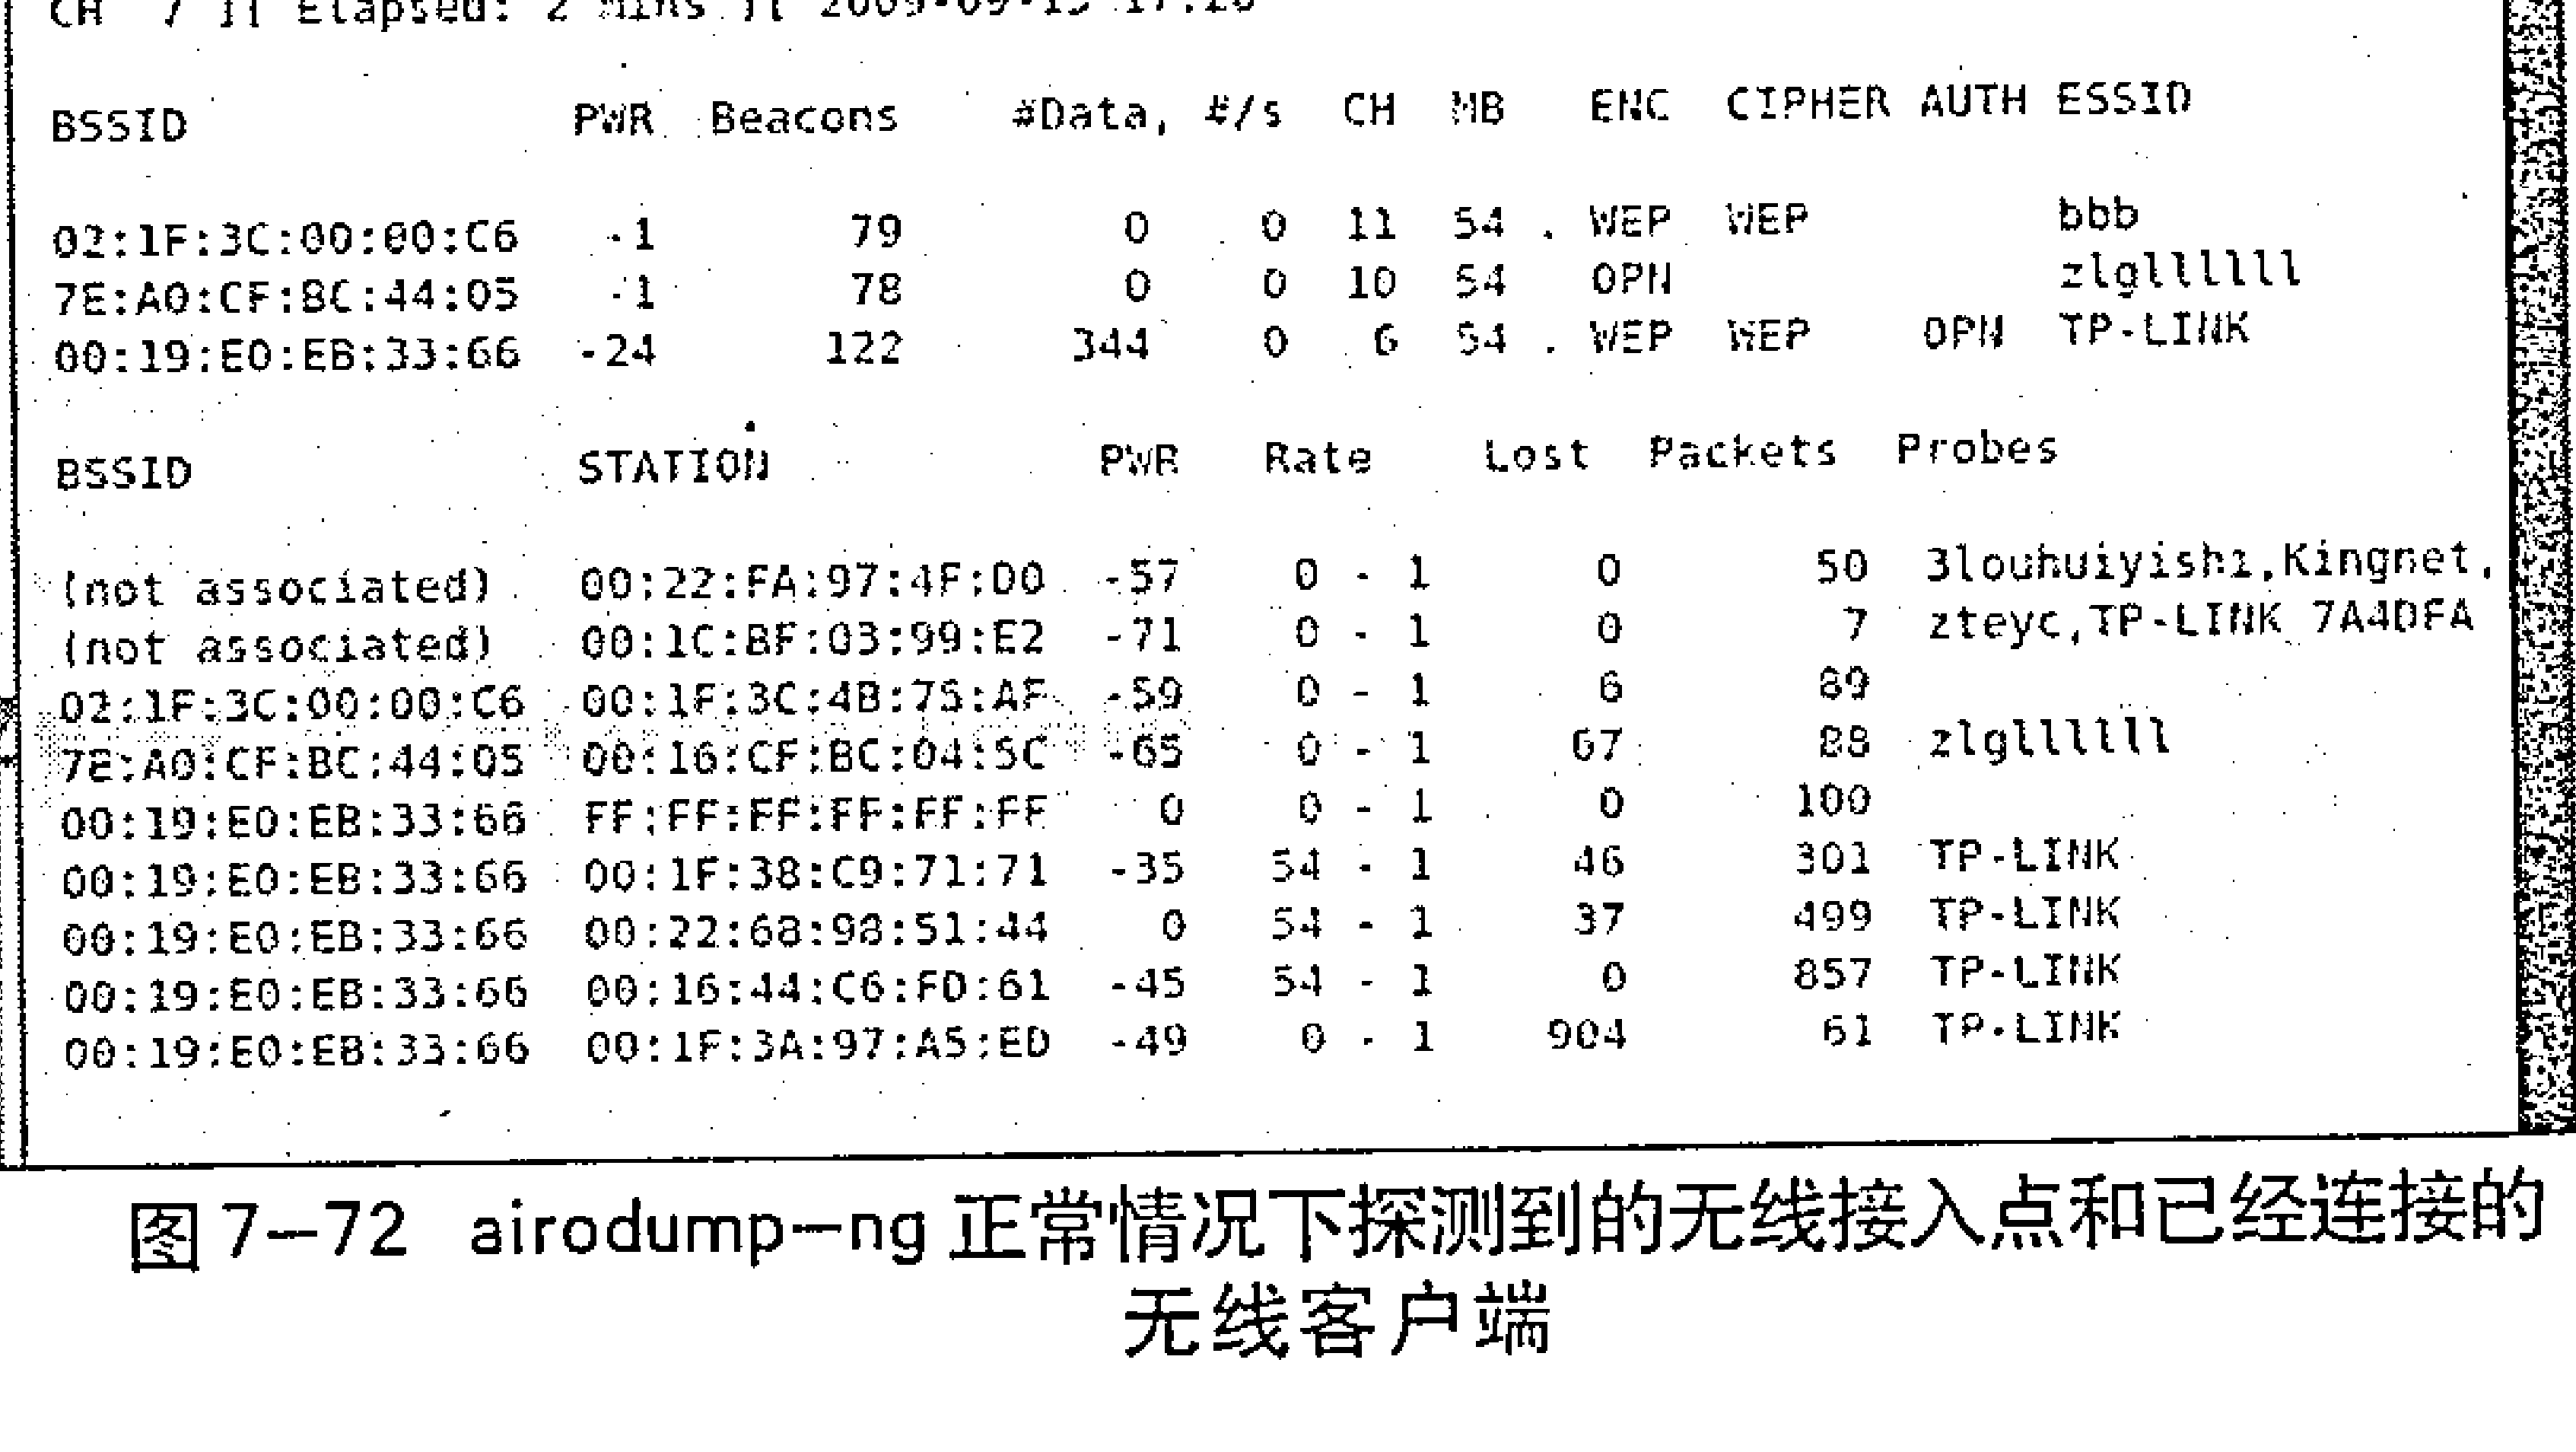 CH 7 ][ Elapsed: 2 mins ][ 2009-09-15
BSSID PWR Beacons #Data, #/s CH MB ENC CIPHER AUTH ESSID
02:1F:3C:00:00:C6 -1 79 0 0 11 54 . WEP WEP bbb
7E:A0:CF:BC:44:05 -1 78 0 0 10 54 OPN zlgllllll
00:19:E0:EB:33:66 -24 122 344 0 6 54 . WEP WEP OPN TP-LINK
BSSID STATION PWR Rate Lost Packets Probes
(not associated) 00:22:FA:97:4F:D0 -57 0 - 1 0 50 3louhuiyishi,Kingnet,
(not associated) 00:1C:BF:03:99:E2 -71 0 - 1 0 7 zteyc,TP-LINK_7A4DFA
02:1F:3C:00:00:C6 00:1F:3C:4B:75:AF -59 0 - 1 6 89
7E:A0:CF:BC:44:05 00:16:CF:BC:04:5C -65 0 - 1 67 88 zlgllllll
00:19:E0:EB:33:66 FF:FF:FF:FF:FF:FF 0 0 - 1 0 100
00:19:E0:EB:33:66 00:1F:38:C9:71:71 -35 54 - 1 46 301 TP-LINK
00:19:E0:EB:33:66 00:22:68:98:51:44 0 54 - 1 37 499 TP-LINK
00:19:E0:EB:33:66 00:16:44:C6:FD:61 -45 54 - 1 0 857 TP-LINK
00:19:E0:EB:33:66 00:1F:3A:97:A5:ED -49 0 - 1 904 61 TP-LINK
图7-72 airodump-ng 正常情况下探测到的无线接入点和已经连接的
无线客户端